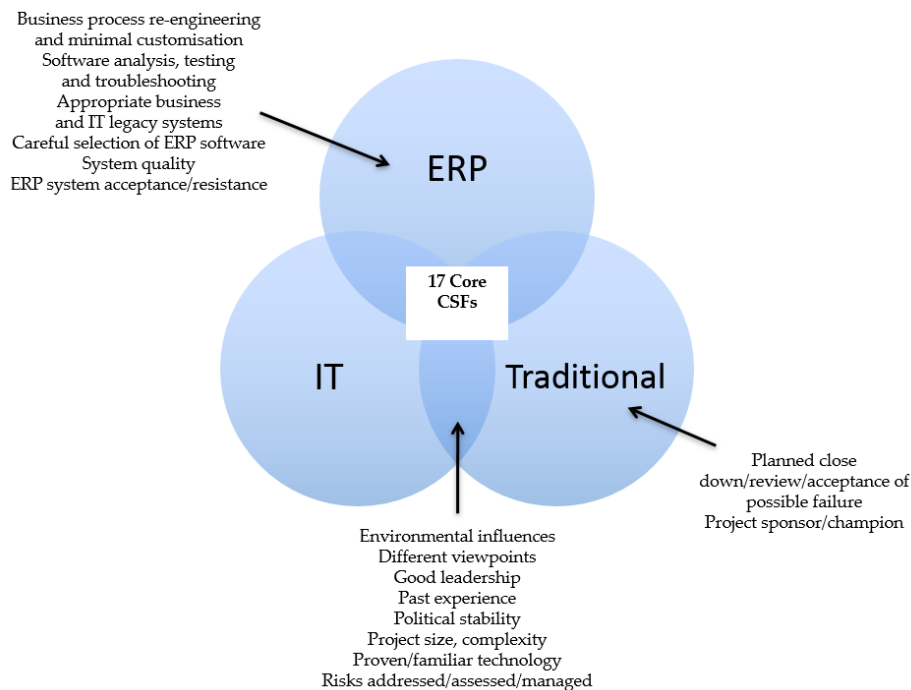 Business process re-engineering
and minimal customisation
Software analysis, testing
and troubleshooting
Appropriate business
and IT legacy systems
Careful selection of ERP software
System quality
ERP system acceptance/resistance
ERP
17 Core
CSFs
IT
Traditional
Planned close
down/review/acceptance of
possible failure
Project sponsor/champion
Environmental influences
Different viewpoints
Good leadership
Past experience
Political stability
Project size, complexity
Proven/familiar technology
Risks addressed/assessed/managed